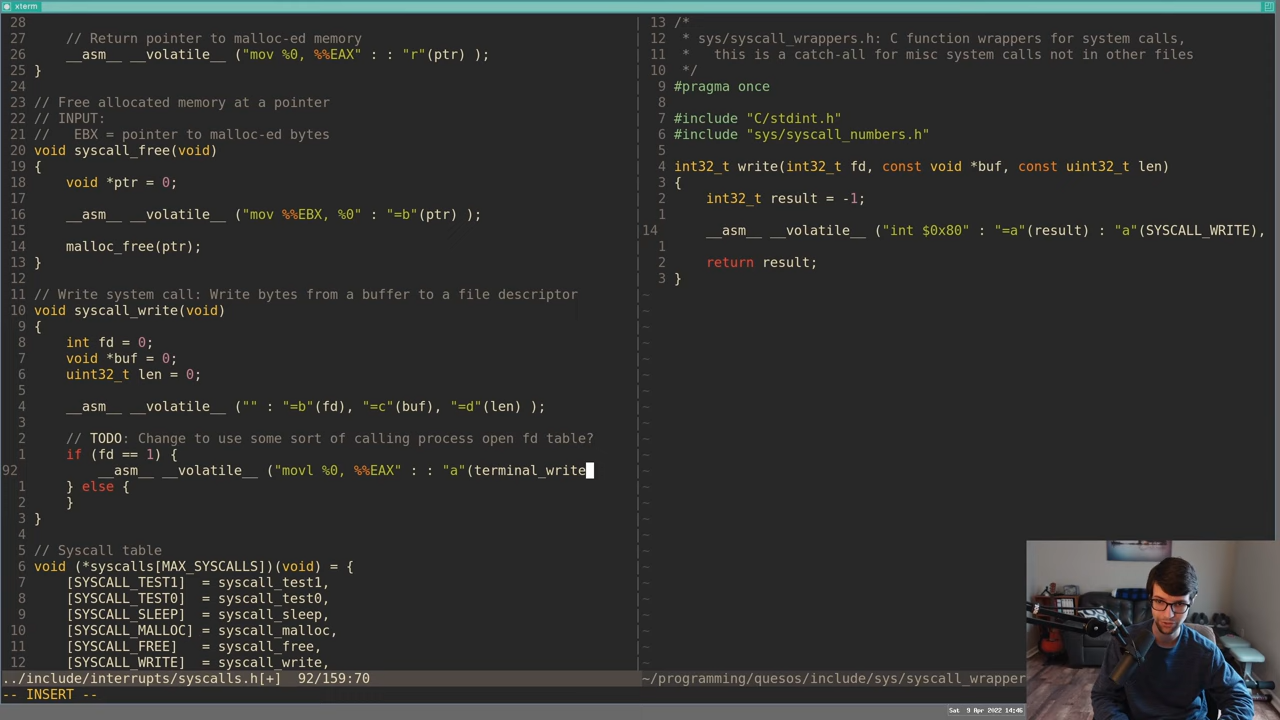 xterm
28
27     // Return pointer to malloc-ed memory
26     __asm__ __volatile__ ("mov %0, %%EAX" : : "r"(ptr) );
25 }
24
23 // Free allocated memory at a pointer
22 // INPUT:
21 //   EBX = pointer to malloc-ed bytes
20 void syscall_free(void)
19 {
18     void *ptr = 0;
17
16     __asm__ __volatile__ ("mov %%EBX, %0" : "=b"(ptr) );
15
14     malloc_free(ptr);
13 }
12
11 // Write system call: Write bytes from a buffer to a file descriptor
10 void syscall_write(void)
9 {
8     int fd = 0;
7     void *buf = 0;
6     uint32_t len = 0;
5
4     __asm__ __volatile__ ("" : "=b"(fd), "=c"(buf), "=d"(len) );
3
2     // TODO: Change to use some sort of calling process open fd table?
1     if (fd == 1) {
92         __asm__ __volatile__ ("movl %0, %%EAX" : : "a"(terminal_write
1     } else {
2     }
3 }
4
5 // Syscall table
6 void (*syscalls[MAX_SYSCALLS])(void) = {
7     [SYSCALL_TEST1]  = syscall_test1,
8     [SYSCALL_TEST0]  = syscall_test0,
9     [SYSCALL_SLEEP]  = syscall_sleep,
10     [SYSCALL_MALLOC] = syscall_malloc,
11     [SYSCALL_FREE]   = syscall_free,
12     [SYSCALL_WRITE]  = syscall_write,
../include/interrupts/syscalls.h[+]  92/159:70
-- INSERT --
13 /*
12  * sys/syscall_wrappers.h: C function wrappers for system calls,
11  *   this is a catch-all for misc system calls not in other files
10  */
9 #pragma once
8
7 #include "C/stdint.h"
6 #include "sys/syscall_numbers.h"
5
4 int32_t write(int32_t fd, const void *buf, const uint32_t len)
3 {
2     int32_t result = -1;
1
14     __asm__ __volatile__ ("int $0x80" : "=a"(result) : "a"(SYSCALL_WRITE),
1
2     return result;
3 }
~/programming/quesos/include/sys/syscall_wrapper
Sat 9 Apr 2022 14:46